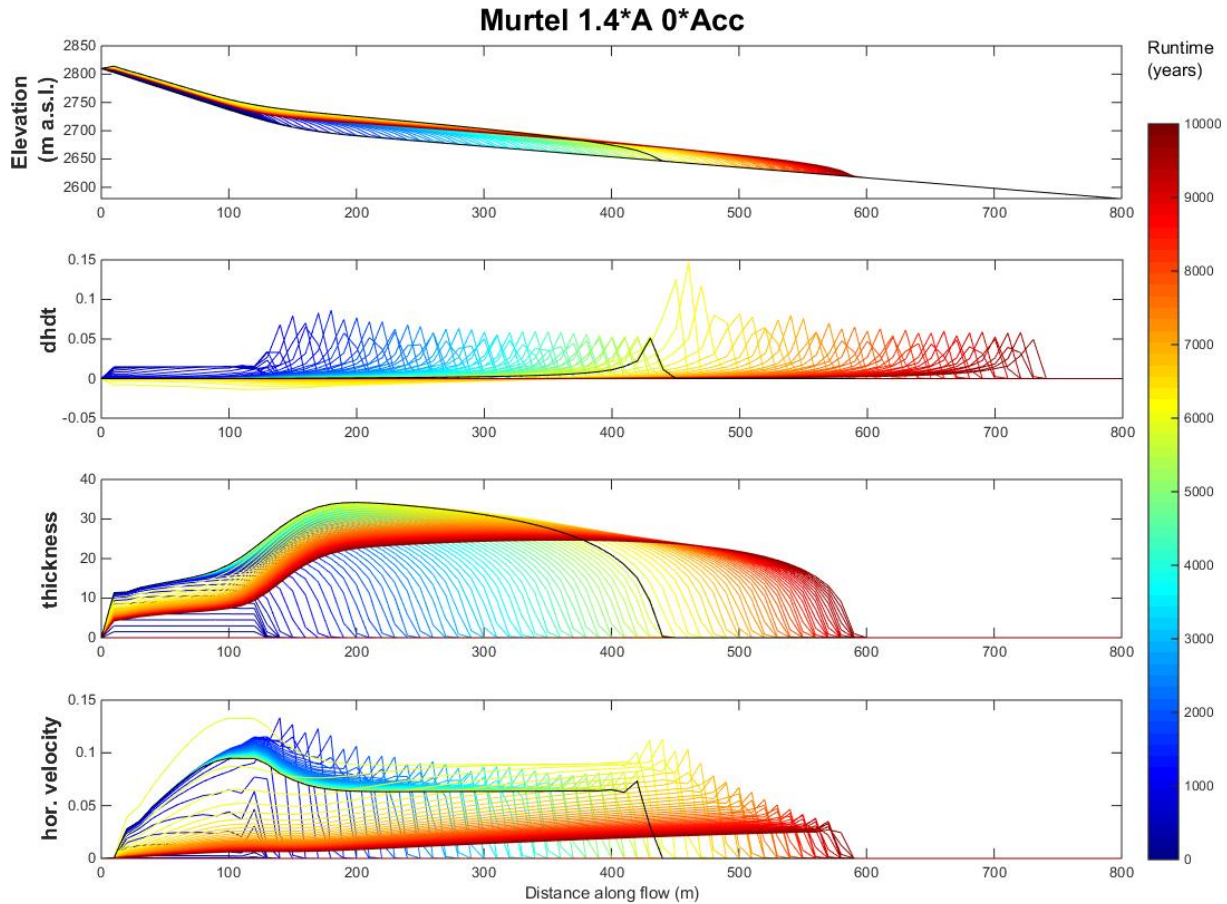 Murtel 1.4*A 0*Acc
Elevation
(m a.s.l.)
2850
2800
2750
2700
2650
2600
0 100 200 300 400 500 600 700 800
Runtime
(years)
10000
9000
8000
7000
6000
5000
4000
3000
2000
1000
0
dhdt
0.15
0.1
0.05
0
-0.05
0 100 200 300 400 500 600 700 800
thickness
40
30
20
10
0
0 100 200 300 400 500 600 700 800
hor. velocity
0.15
0.1
0.05
0
0 100 200 300 400 500 600 700 800
Distance along flow (m)